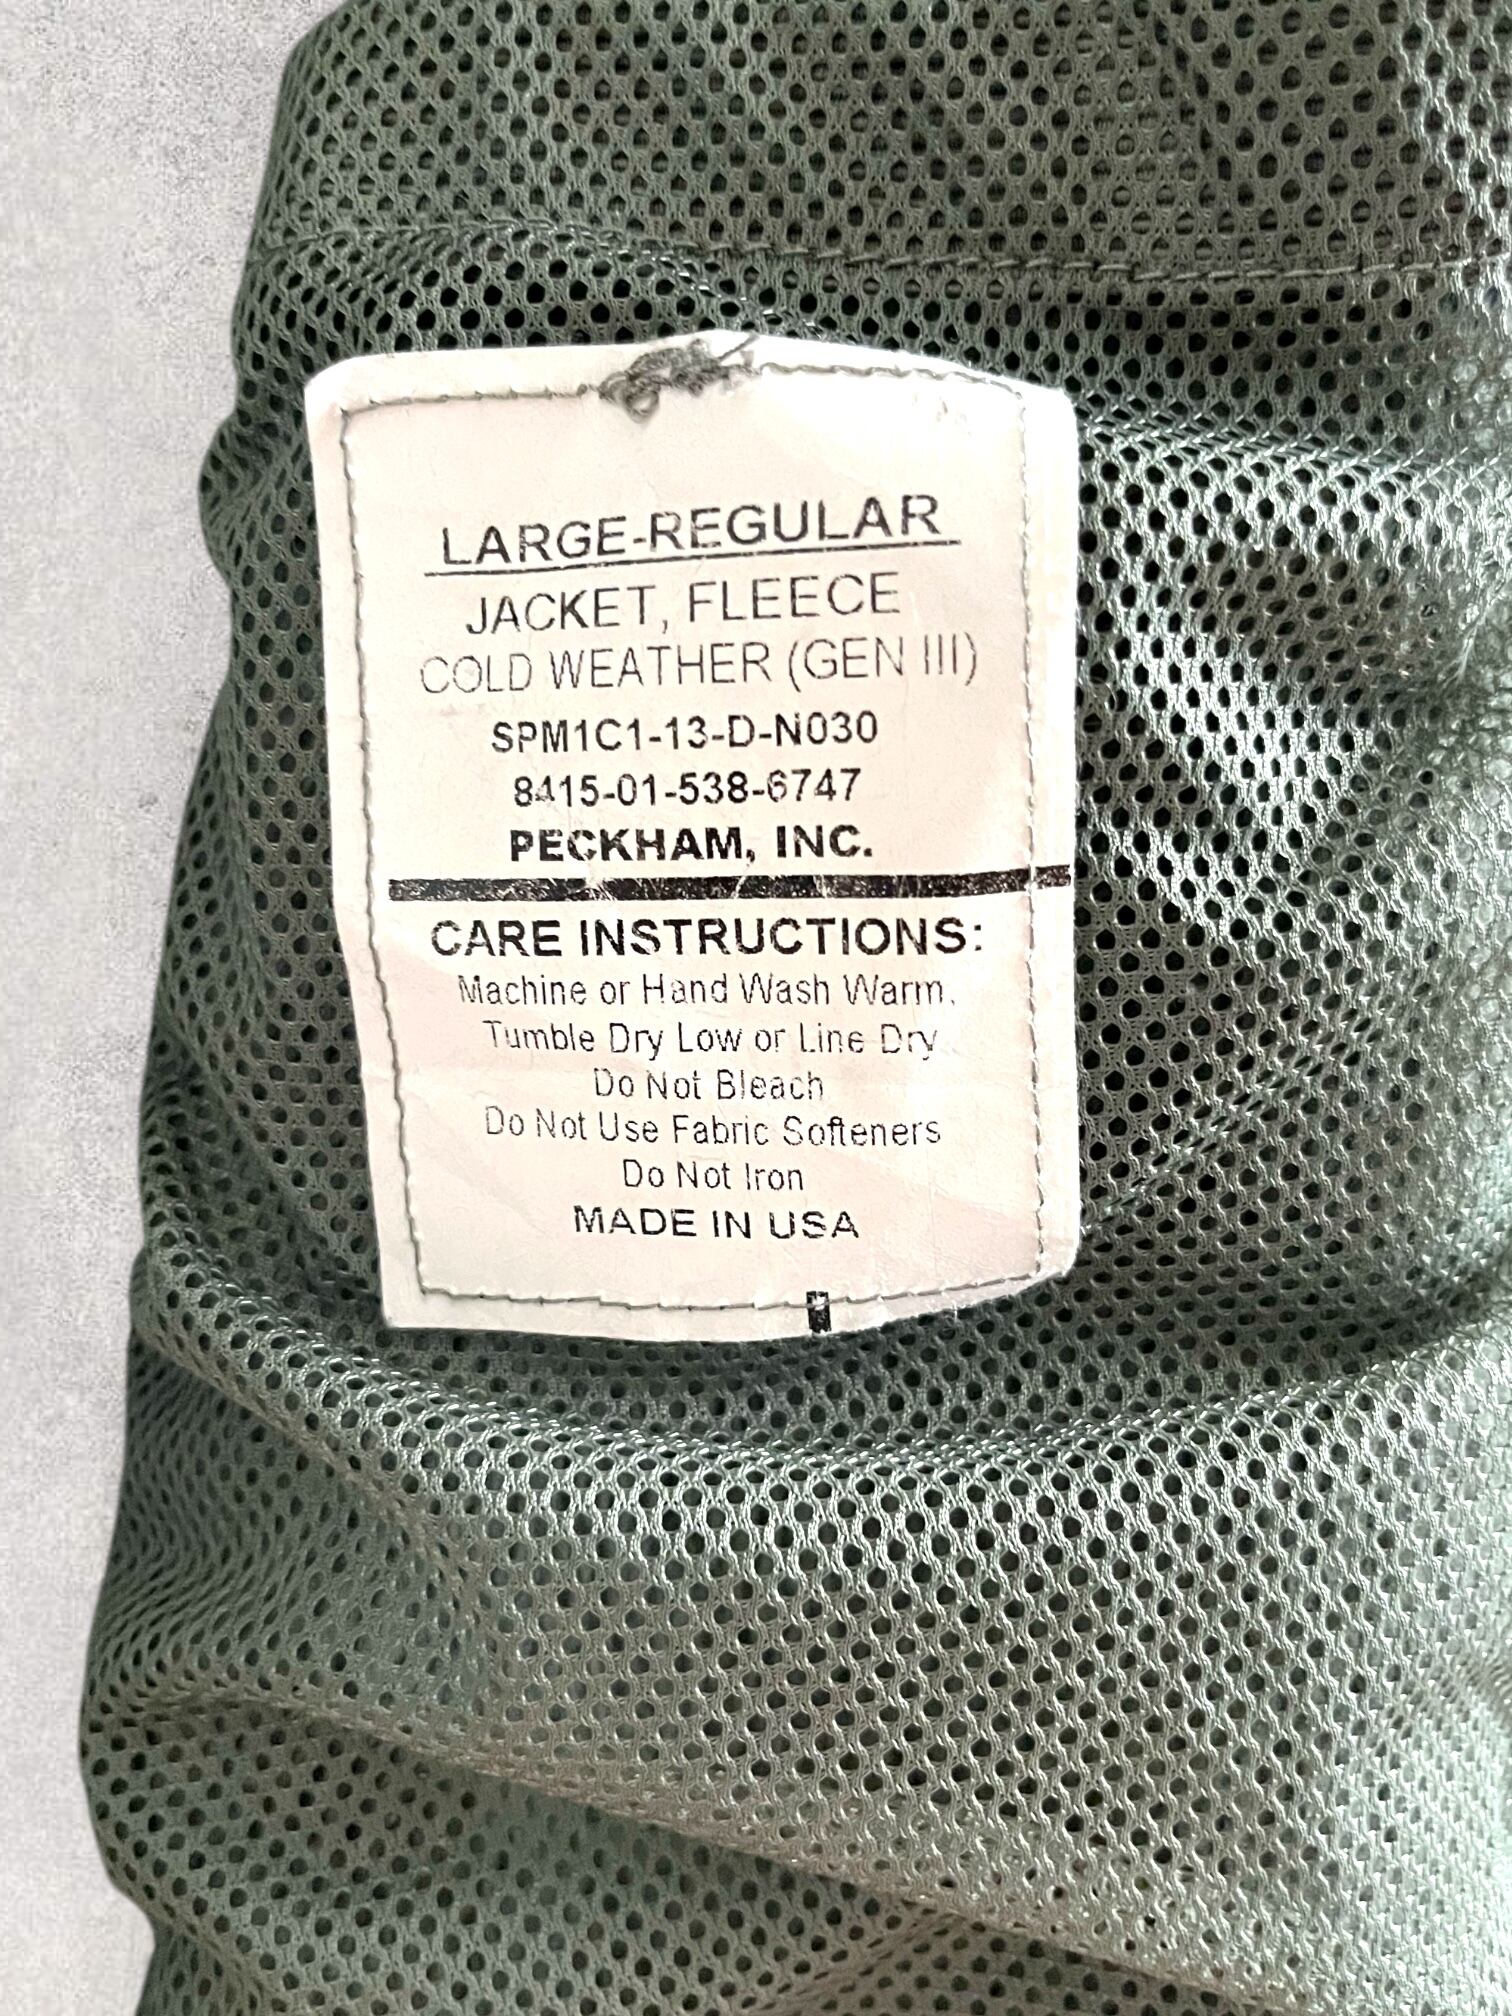 LARGE-REGULAR
JACKET, FLEECE
COLD WEATHER (GEN III)
SPM1C1-13-D-N030
8415-01-538-6747
PECKHAM, INC.
CARE INSTRUCTIONS:
Machine or Hand Wash Warm.
Tumble Dry Low or Line Dry
Do Not Bleach
Do Not Use Fabric Softeners
Do Not Iron
MADE IN USA